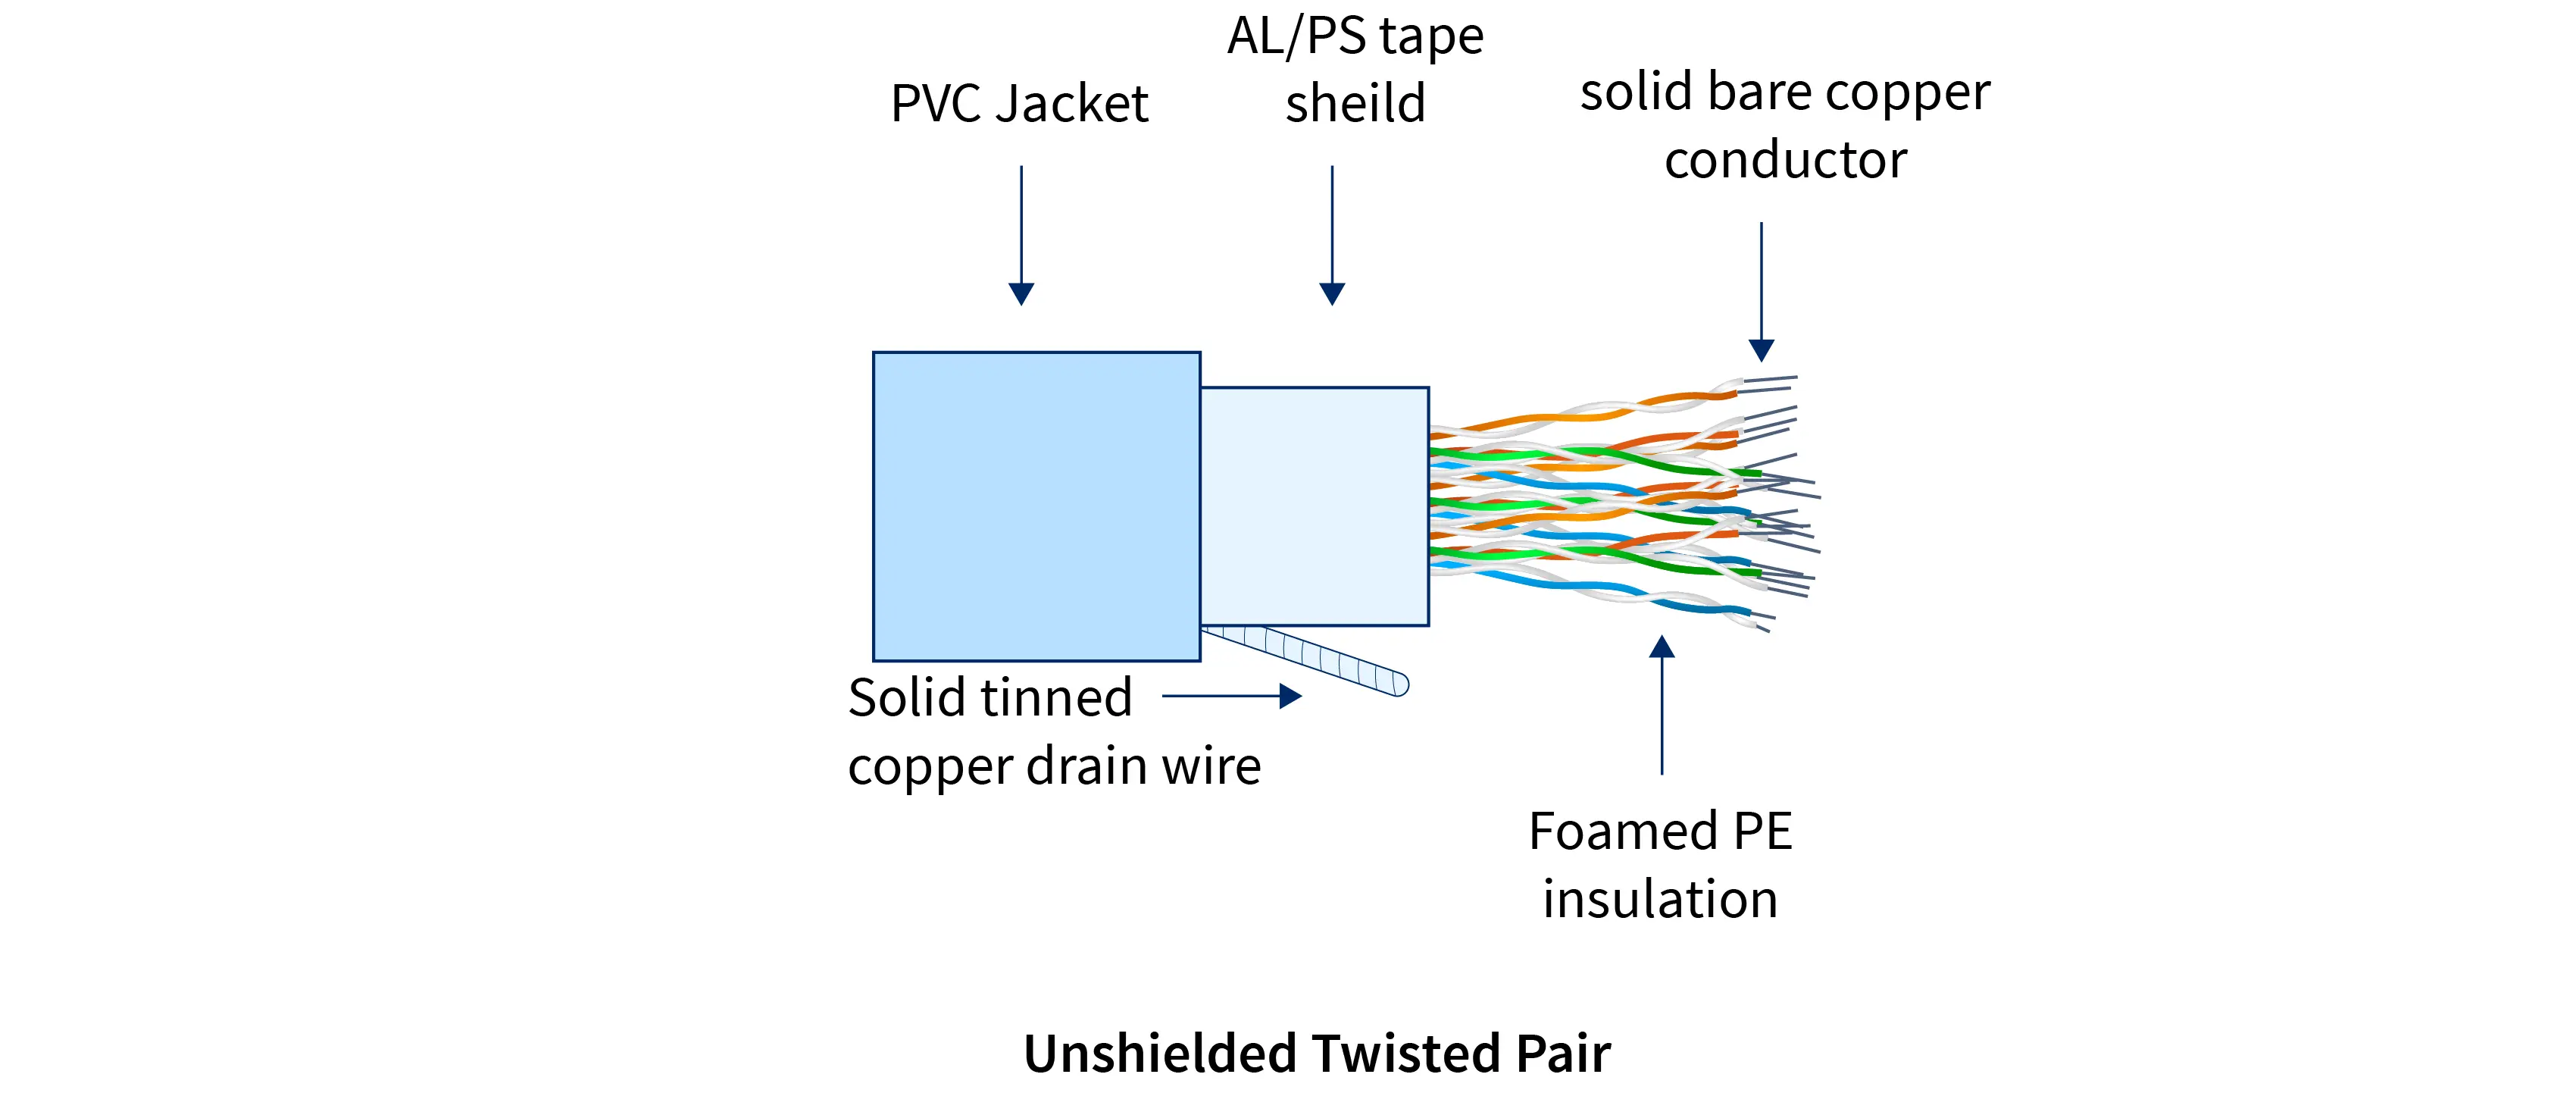 AL/PS tape
sheild
PVC Jacket
solid bare copper
conductor
Solid tinned
copper drain wire
Foamed PE
insulation
Unshielded Twisted Pair